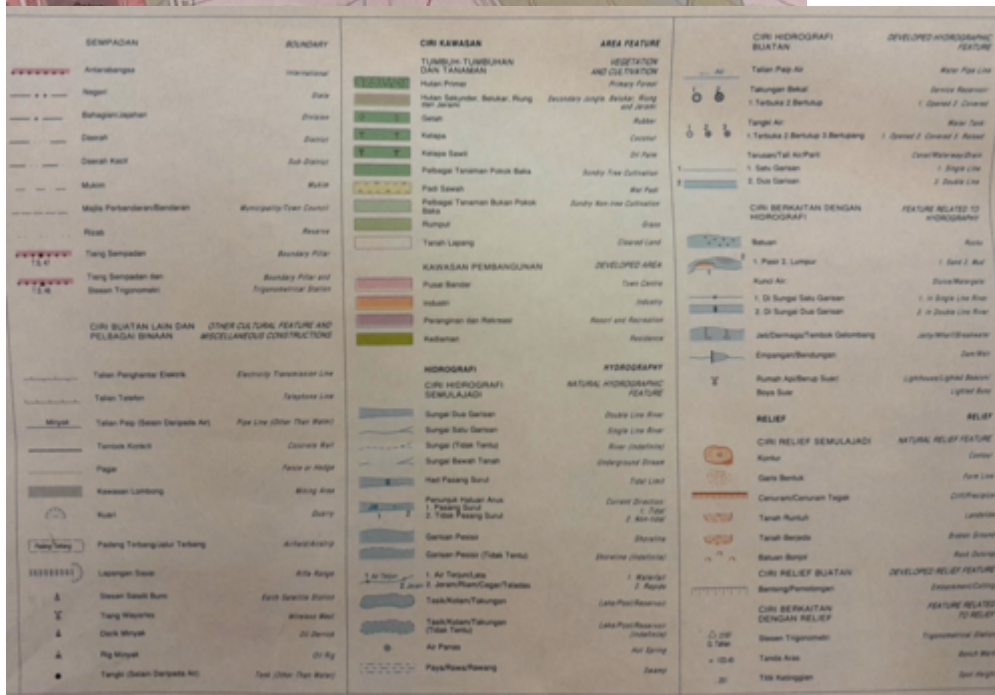 SEMPADAN BOUNDARY
Antarabangsa International
Negeri State
Bahagian/Jajahan Division
Daerah District
Daerah Kecil Sub-District
Mukim Mukim
Majlis Perbandaran/Bandaran Municipality/Town Council
Rizab Reserve
Tiang Sempadan Boundary Pillar
Tiang Sempadan dan Boundary Pillar and
Stesen Trigonometri Trigonometrical Station
CIRI BUATAN LAIN DAN OTHER CULTURAL FEATURE AND
PELBAGAI BINAAN MISCELLANEOUS CONSTRUCTIONS
Talian Penghantar Elektrik Electricity Transmission Line
Talian Telefon Telephone Line
Minyak Talian Paip (Selain Daripada Air) Pipe Line (Other Than Water)
Tembok Konkrit Concrete Wall
Pagar Fence or Hedge
Kawasan Lombong Mining Area
Kuari Quarry
Padang Terbang Padang Terbang/Jalur Terbang Airfield/Airstrip
Lapangan Sasar Rifle Range
Stesen Satelit Bumi Earth Satellite Station
Tiang Wayarles Wireless Mast
Derik Minyak Oil Derrick
Rig Minyak Oil Rig
Tangki (Selain Daripada Air) Tank (Other Than Water)
CIRI KAWASAN AREA FEATURE
TUMBUH-TUMBUHAN VEGETATION
DAN TANAMAN AND CULTIVATION
Hutan Primer Primary Forest
Hutan Sekunder, Belukar, Riung Secondary Jungle, Belukar, Riung
dan Jerami and Jerami
Getah Rubber
Kelapa Coconut
Kelapa Sawit Oil Palm
Pelbagai Tanaman Pokok Baka Sundry Tree Cultivation
Padi Sawah Wet Padi
Pelbagai Tanaman Bukan Pokok Sundry Non-tree Cultivation
Baka
Rumput Grass
Tanah Lapang Cleared Land
KAWASAN PEMBANGUNAN DEVELOPED AREA
Pusat Bandar Town Centre
Industri Industry
Peranginan dan Rekreasi Resort and Recreation
Kediaman Residence
HIDROGRAFI HYDROGRAPHY
CIRI HIDROGRAFI NATURAL HYDROGRAPHIC
SEMULAJADI FEATURE
Sungai Dua Garisan Double Line River
Sungai Satu Garisan Single Line River
Sungai (Tidak Tentu) River (Indefinite)
Sungai Bawah Tanah Underground Stream
Had Pasang Surut Tidal Limit
Penunjuk Haluan Arus Current Direction
1. Pasang Surut 1. Tidal
2. Tidak Pasang Surut 2. Non-tidal
Garisan Pesisir Shoreline
Garisan Pesisir (Tidak Tentu) Shoreline (Indefinite)
1. Air Terjun/Lata 1. Waterfall
2. Rapids
Tasik/Kolam/Takungan Lake/Pool/Reservoir
Tasik/Kolam/Takungan Lake/Pool/Reservoir
(Tidak Tentu) (Indefinite)
Air Panas Hot Spring
Paya/Rawa/Rawang Swamp
CIRI HIDROGRAFI DEVELOPED HYDROGRAPHIC
BUATAN FEATURE
Air Talian Paip Air Water Pipe Line
Takungan Bekal: Service Reservoir:
1 2 1. Terbuka 2. Bertutup 1. Opened 2. Covered
Tangki Air: Water Tank:
1 2 3 1. Terbuka 2. Bertutup 3. Bertupang 1. Opened 2. Covered 3. Raised
Terusan/Tali Air/Parit Canal/Waterway/Drain
1 1. Satu Garisan 1. Single Line
2 2. Dua Garisan 2. Double Line
CIRI BERKAITAN DENGAN FEATURE RELATED TO
HIDROGRAFI HYDROGRAPHY
Batuan Rocks
1. Pasir 2. Lumpur 1. Sand 2. Mud
Kunci Air: Sluice/Watergate:
1. Di Sungai Satu Garisan 1. In Single Line River
2. Di Sungai Dua Garisan 2. In Double Line River
Jeti/Dermaga/Tembok Gelombang Jetty/Wharf/Breakwater
Empangan/Bendungan Dam/Weir
Rumah Api/Berup Suar/ Lighthouse/Lighted Beacon/
Boya Suar Lighted Buoy
RELIEF RELIEF
CIRI RELIEF SEMULAJADI NATURAL RELIEF FEATURE
Kontur Contour
Garis Bentuk Form Line
Cenuram/Cenuram Tegak Cliff/Precipice
Tanah Runtuh Landslide
Tanah Berjeda Broken Ground
Batuan Bonjol Rock Outcrop
CIRI RELIEF BUATAN DEVELOPED RELIEF FEATURE
Benteng/Pemotongan Embankment/Cutting
CIRI BERKAITAN FEATURE RELATED
DENGAN RELIEF TO RELIEF
Stesen Trigonometri Trigonometrical Station
Tanda Aras Bench Mark
Titik Ketinggian Spot Height